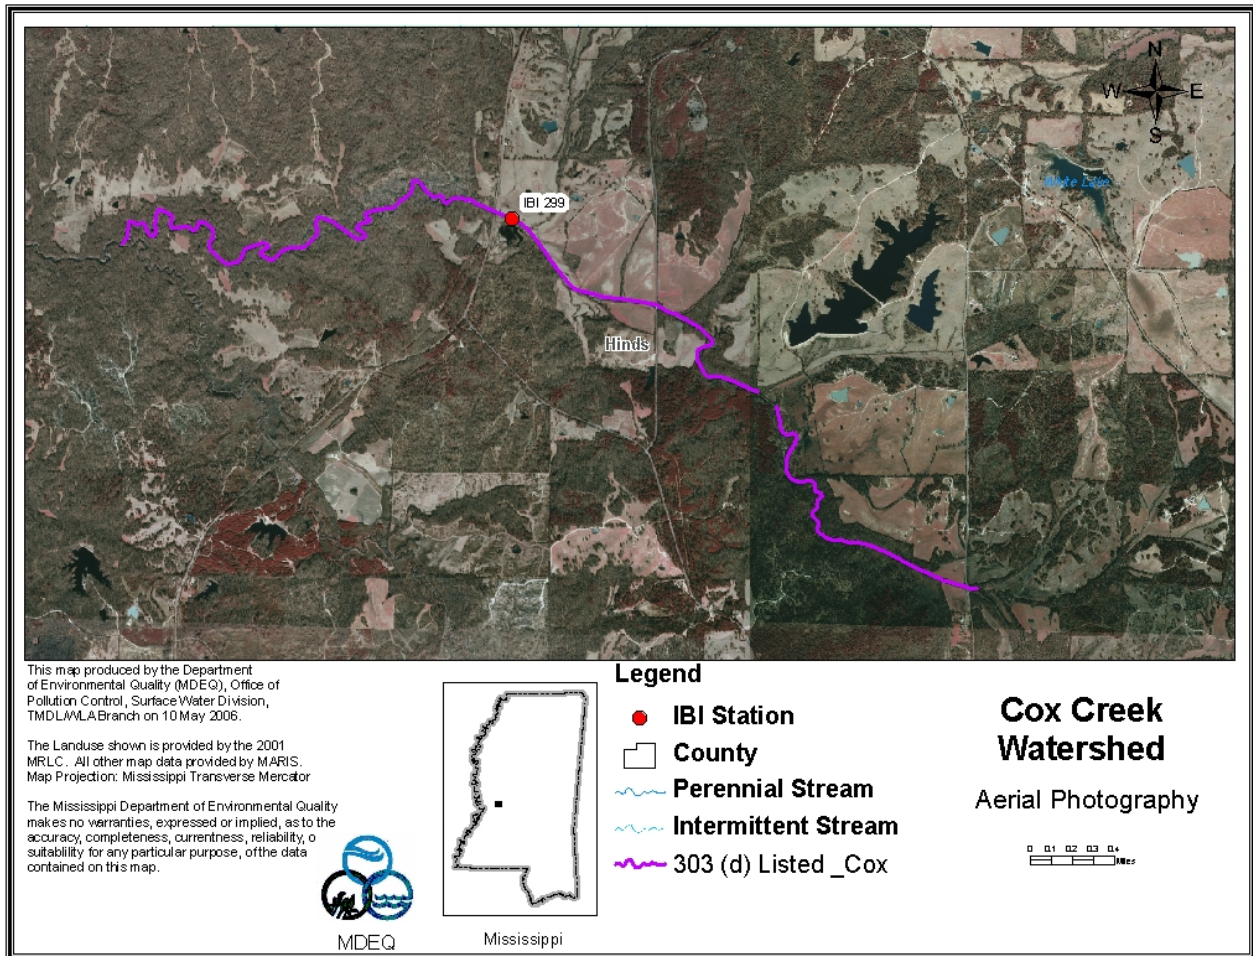 N
W E
S
White Lake
IBI 299
Hinds
This map produced by the Department
of Environmental Quality (MDEQ), Office of
Pollution Control, Surface Water Division,
TMDL/WLA Branch on 10 May 2006.
The Landuse shown is provided by the 2001
MRLC. All other map data provided by MARIS.
Map Projection: Mississippi Transverse Mercator
The Mississippi Department of Environmental Quality
makes no warranties, expressed or implied, as to the
accuracy, completeness, currentness, reliability, o
suitablility for any particular purpose, of the data
contained on this map.
MDEQ
Mississippi
Legend
IBI Station
County
Perennial Stream
Intermittent Stream
303 (d) Listed _Cox
Cox Creek
Watershed
Aerial Photography
0 0.1 0.2 0.3 0.4
Miles